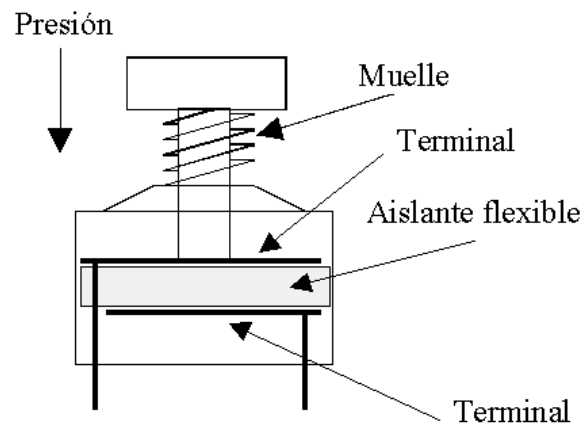 Presión
Muelle
Terminal
Aislante flexible
Terminal